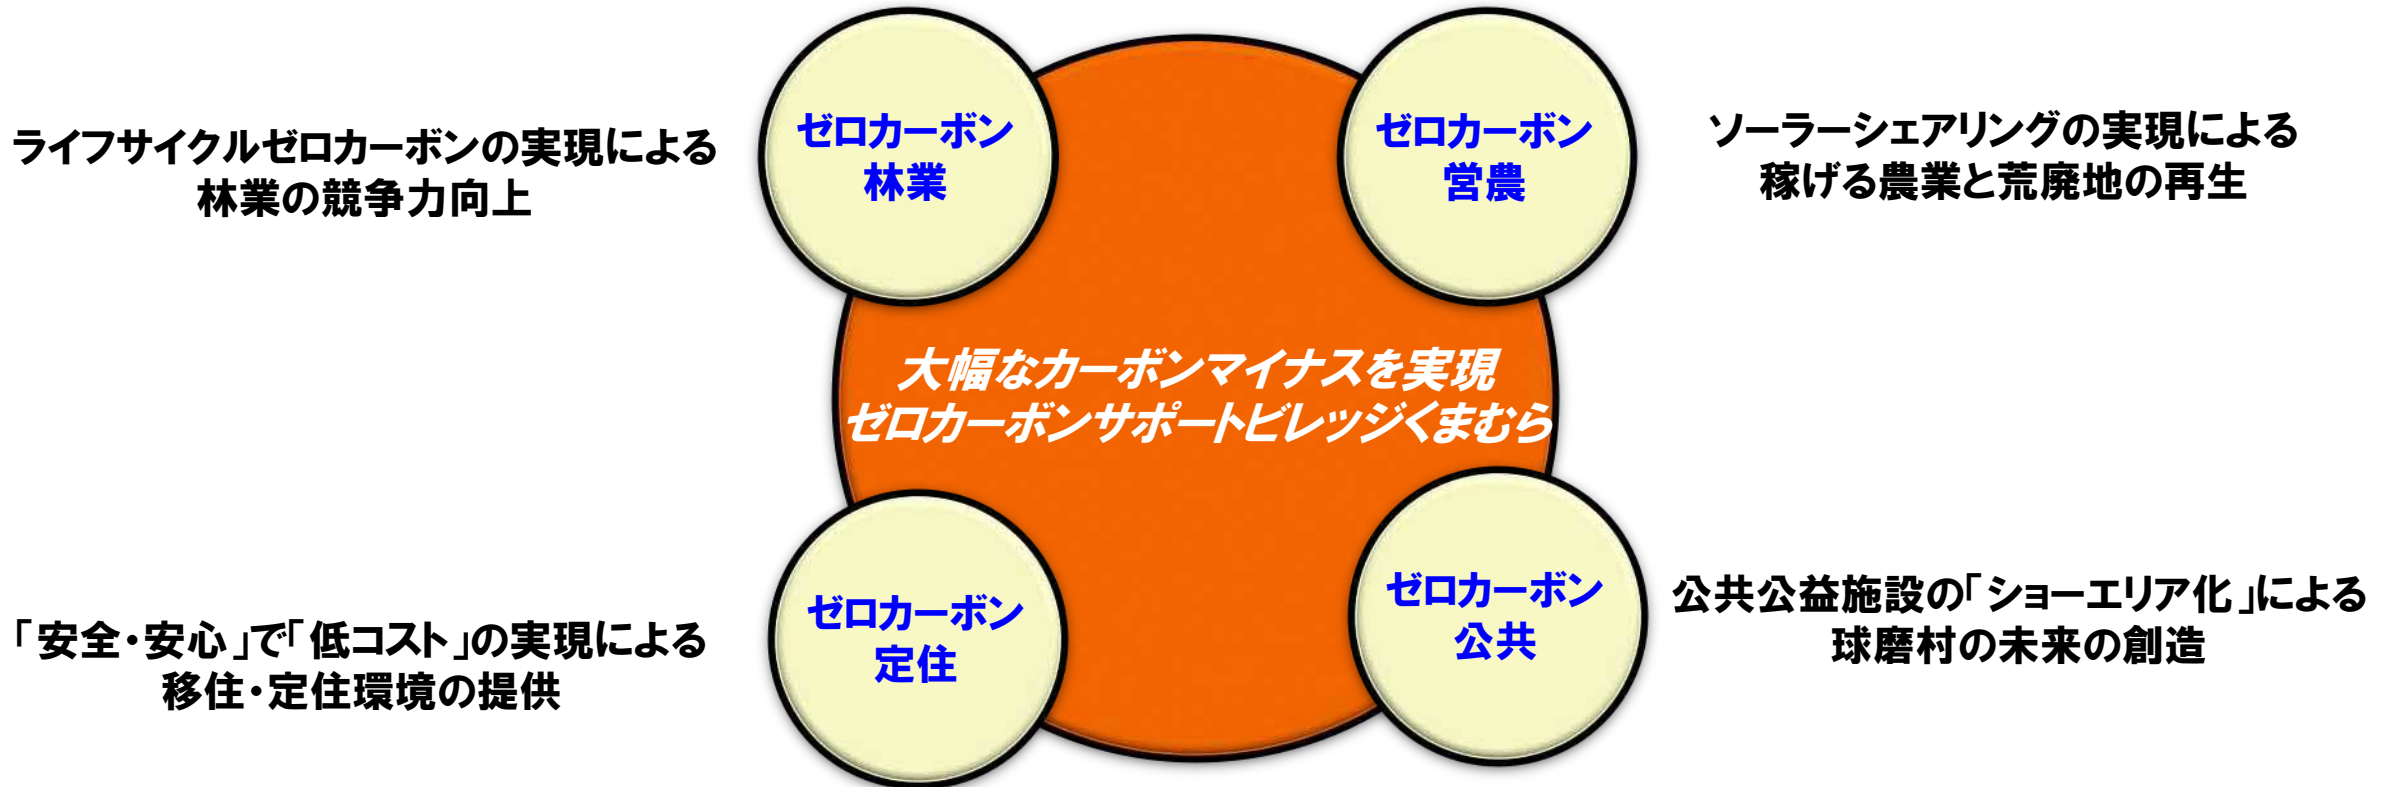 ライフサイクルゼロカーボンの実現による
林業の競争力向上
ゼロカーボン
林業
ゼロカーボン
営農
ソーラーシェアリングの実現による
稼げる農業と荒廃地の再生
大幅なカーボンマイナスを実現
ゼロカーボンサポートビレッジくまむら
「安全・安心」で「低コスト」の実現による
移住・定住環境の提供
ゼロカーボン
定住
ゼロカーボン
公共
公共公益施設の「ショーエリア化」による
球磨村の未来の創造